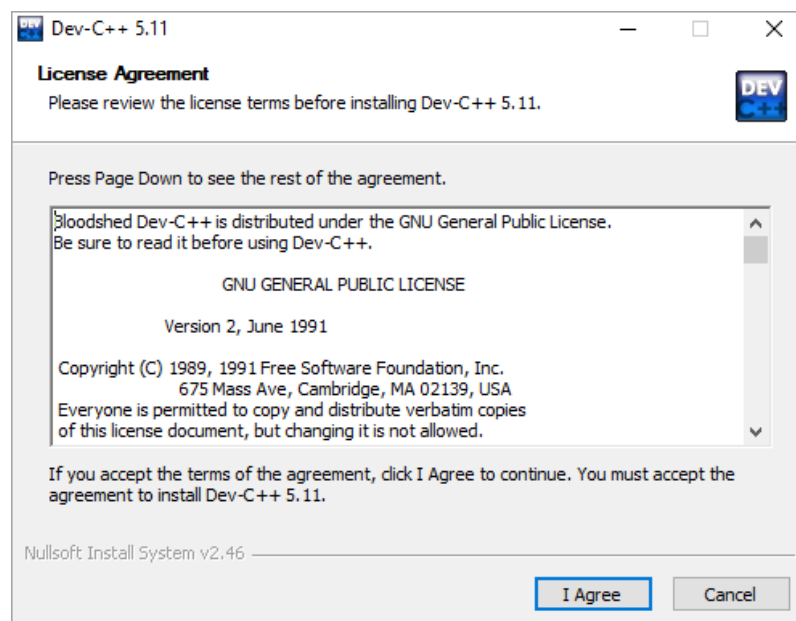 Dev-C++ 5.11
License Agreement
Please review the license terms before installing Dev-C++ 5.11.
DEV
C++
Press Page Down to see the rest of the agreement.
Bloodshed Dev-C++ is distributed under the GNU General Public License.
Be sure to read it before using Dev-C++.
GNU GENERAL PUBLIC LICENSE
Version 2, June 1991
Copyright (C) 1989, 1991 Free Software Foundation, Inc.
675 Mass Ave, Cambridge, MA 02139, USA
Everyone is permitted to copy and distribute verbatim copies
of this license document, but changing it is not allowed.
If you accept the terms of the agreement, click I Agree to continue. You must accept the
agreement to install Dev-C++ 5.11.
Nullsoft Install System v2.46
I Agree
Cancel